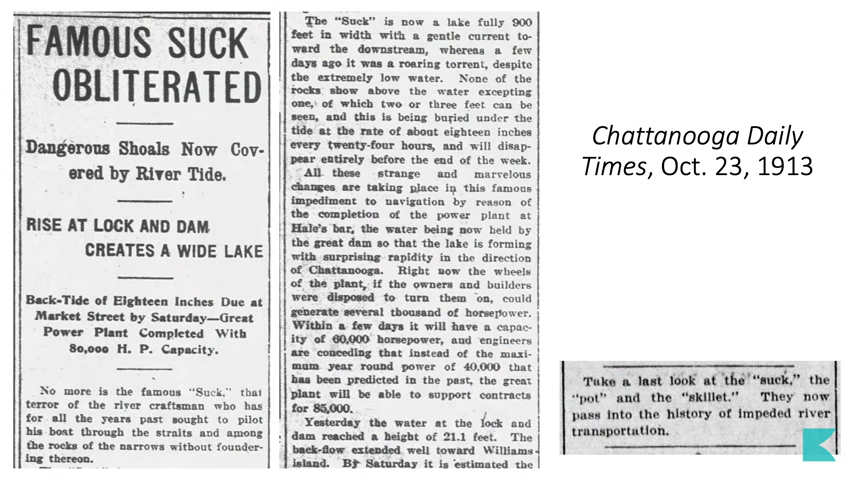 FAMOUS SUCK
OBLITERATED
Dangerous Shoals Now Cov-
ered by River Tide.
RISE AT LOCK AND DAM
CREATES A WIDE LAKE
Back-Tide of Eighteen Inches Due at
Market Street by Saturday—Great
Power Plant Completed With
80,000 H. P. Capacity.
No more is the famous "Suck," that
terror of the river craftsman who has
for all the years past sought to pilot
his boat through the straits and among
the rocks of the narrows without founder-
ing thereon.
The "Suck" is now a lake fully 900
feet in width with a gentle current to-
ward the downstream, whereas a few
days ago it was a roaring torrent, despite
the extremely low water. None of the
rocks show above the water excepting
one, of which two or three feet can be
seen, and this is being buried under the
tide at the rate of about eighteen inches
every twenty-four hours, and will disap-
pear entirely before the end of the week.
All these strange and marvelous
changes are taking place in this famous
impediment to navigation by reason of
the completion of the power plant at
Hale's bar, the water being now held by
the great dam so that the lake is forming
with surprising rapidity in the direction
of Chattanooga. Right now the wheels
of the plant, if the owners and builders
were disposed to turn them on, could
generate several thousand of horsepower.
Within a few days it will have a capac-
ity of 60,000 horsepower, and engineers
are conceding that instead of the maxi-
mum year round power of 40,000 that
has been predicted in the past, the great
plant will be able to support contracts
for 85,000.
Yesterday the water at the lock and
dam reached a height of 21.1 feet. The
back-flow extended well toward Williams-
island. By Saturday it is estimated the
Chattanooga Daily
Times, Oct. 23, 1913
Take a last look at the "suck," the
"pot" and the "skillet." They now
pass into the history of impeded river
transportation.